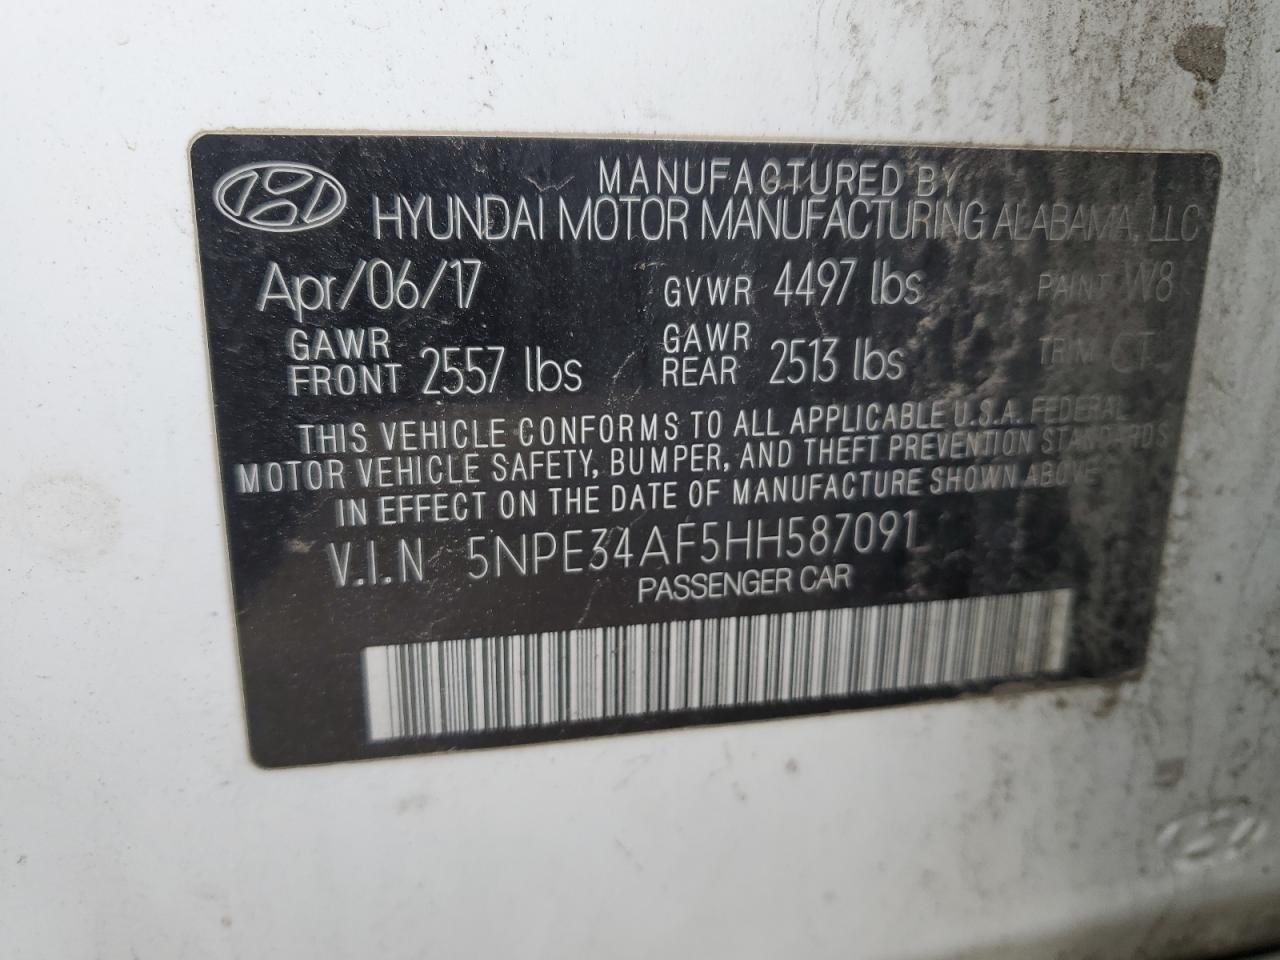 MANUFACTURED BY
HYUNDAI MOTOR MANUFACTURING ALABAMA, LLC
Apr/06/17 GVWR 4497 lbs PAINT W8
GAWR FRONT 2557 lbs GAWR REAR 2513 lbs TRIM
THIS VEHICLE CONFORMS TO ALL APPLICABLE U.S.A. FEDERAL
MOTOR VEHICLE SAFETY, BUMPER, AND THEFT PREVENTION STANDARDS
IN EFFECT ON THE DATE OF MANUFACTURE SHOWN ABOVE
V.I.N 5NPE34AF5HH587091
PASSENGER CAR